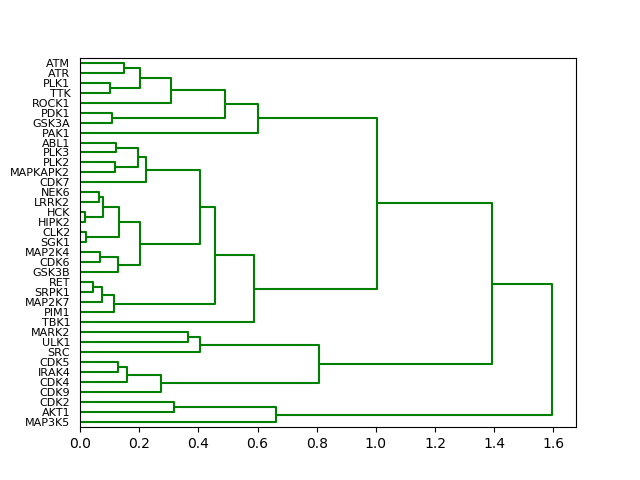 ATM
ATR
PLK1
TTK
ROCK1
PDK1
GSK3A
PAK1
ABL1
PLK3
PLK2
MAPKAPK2
CDK7
NEK6
LRRK2
HCK
HIPK2
CLK2
SGK1
MAP2K4
CDK6
GSK3B
RET
SRPK1
MAP2K7
PIM1
TBK1
MARK2
ULK1
SRC
CDK5
IRAK4
CDK4
CDK9
CDK2
AKT1
MAP3K5
0.0 0.2 0.4 0.6 0.8 1.0 1.2 1.4 1.6